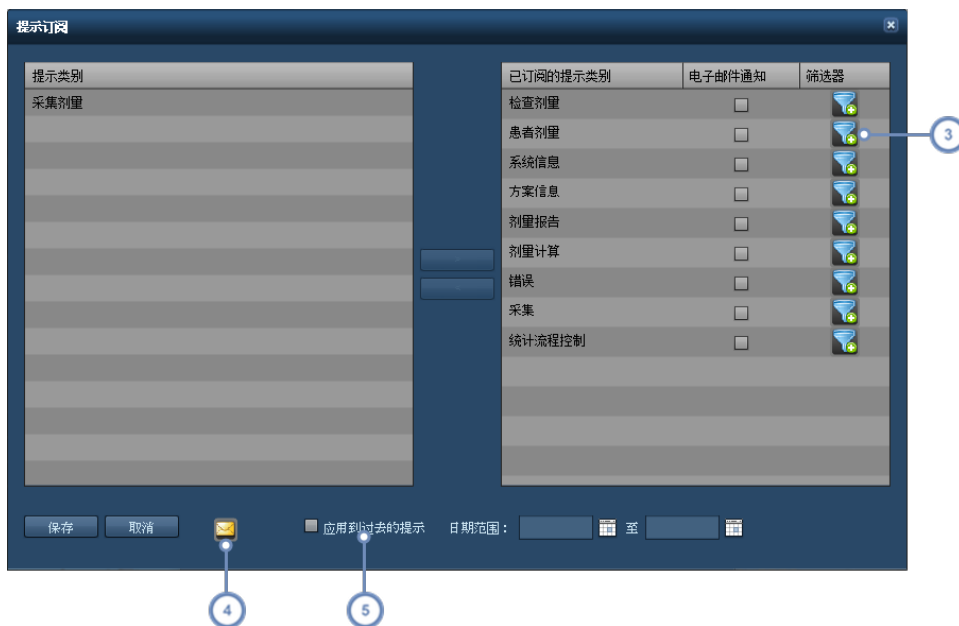 提示订阅
提示类别
采集剂量
已订阅的提示类别 电子邮件通知 筛选器
检查剂量
患者剂量
系统信息
方案信息
剂量报告
剂量计算
错误
采集
统计流程控制
3
保存 取消 应用到过去的提示 日期范围： 至
4 5